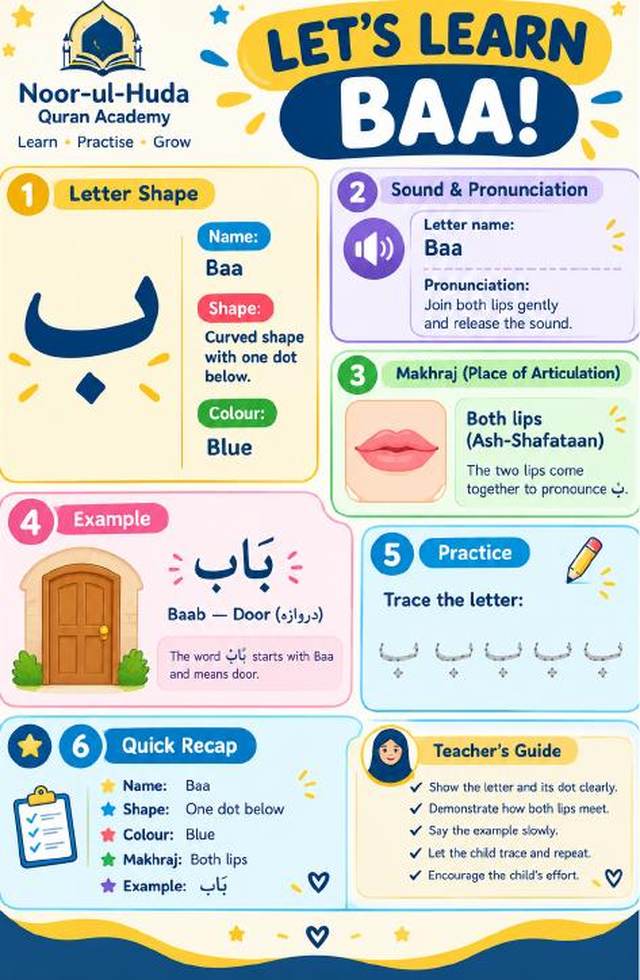 Noor-ul-Huda
Quran Academy
Learn • Practise • Grow
LET'S LEARN
BAA!
1 Letter Shape
ب
Name:
Baa
Shape:
Curved shape
with one dot
below.
Colour:
Blue
2 Sound & Pronunciation
Letter name:
Baa
Pronunciation:
Join both lips gently
and release the sound.
3 Makhraj (Place of Articulation)
Both lips
(Ash-Shafataan)
The two lips come
together to pronounce بْ.
4 Example
بَاب
Baab — Door (دروازہ)
The word بَابْ starts with Baa
and means door.
5 Practice
Trace the letter:
ب ب ب ب ب
6 Quick Recap
Name: Baa
Shape: One dot below
Colour: Blue
Makhraj: Both lips
Example: بَاب
Teacher's Guide
✓ Show the letter and its dot clearly.
✓ Demonstrate how both lips meet.
✓ Say the example slowly.
✓ Let the child trace and repeat.
✓ Encourage the child's effort.